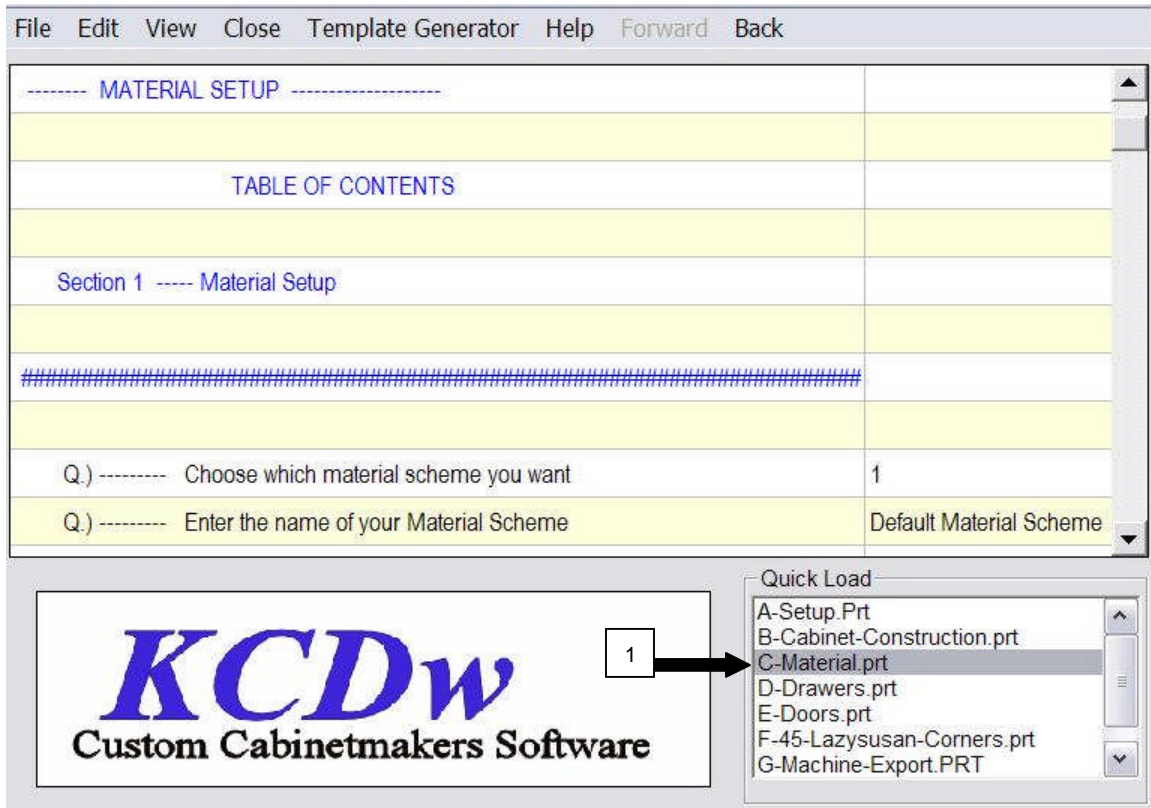 File Edit View Close Template Generator Help Forward Back
-------- MATERIAL SETUP --------------------
TABLE OF CONTENTS
Section 1 ----- Material Setup
######################################################################
Q.) --------- Choose which material scheme you want 1
Q.) --------- Enter the name of your Material Scheme Default Material Scheme
KCDw
Custom Cabinetmakers Software
1
Quick Load
A-Setup.Prt
B-Cabinet-Construction.prt
C-Material.prt
D-Drawers.prt
E-Doors.prt
F-45-Lazysusan-Corners.prt
G-Machine-Export.PRT